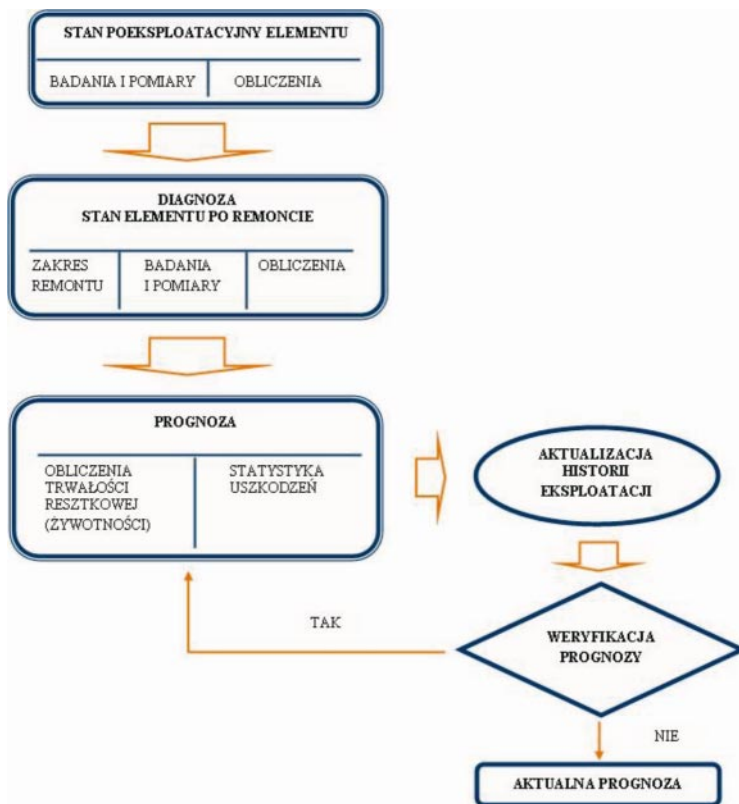 STAN POEKSPLOATACYJNY ELEMENTU
BADANIA I POMIARY
OBLICZENIA
DIAGNOZA
STAN ELEMENTU PO REMONCIE
ZAKRES
REMONTU
BADANIA
I POMIARY
OBLICZENIA
PROGNOZA
OBLICZENIA
TRWAŁOŚCI
RESZTKOWEJ
(ŻYWOTNOŚCI)
STATYSTYKA
USZKODZEŃ
AKTUALIZACJA
HISTORII
EKSPLOATACJI
WERYFIKACJA
PROGNOZY
TAK
NIE
AKTUALNA PROGNOZA